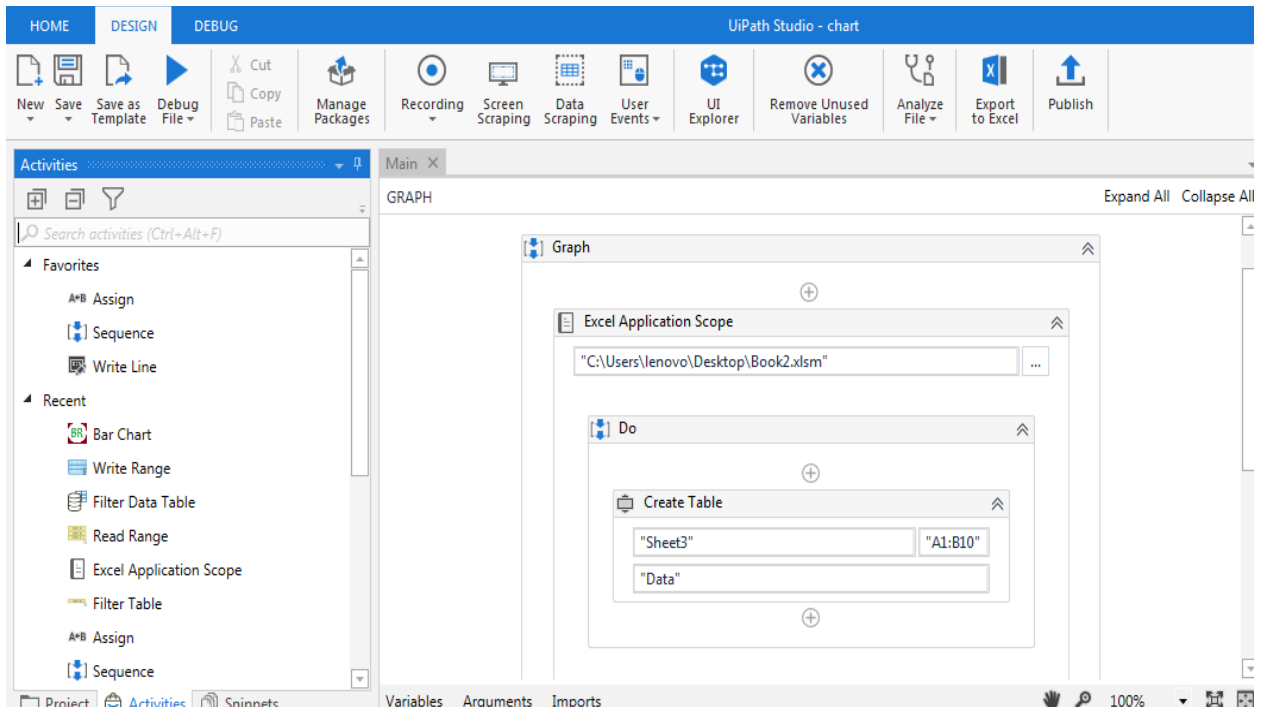 HOME DESIGN DEBUG UiPath Studio - chart
New Save Save as Template Debug File Cut Copy Paste Manage Packages Recording Screen Scraping Data Scraping User Events UI Explorer Remove Unused Variables Analyze File Export to Excel Publish
Activities
Search activities (Ctrl+Alt+F)
Favorites
A*B Assign
Sequence
Write Line
Recent
BR Bar Chart
Write Range
Filter Data Table
Read Range
Excel Application Scope
Filter Table
A*B Assign
Sequence
Project Activities Snippets
Main
GRAPH Expand All Collapse All
Graph
Excel Application Scope
"C:\Users\lenovo\Desktop\Book2.xlsm" ...
Do
Create Table
"Sheet3" "A1:B10"
"Data"
Variables Arguments Imports 100%